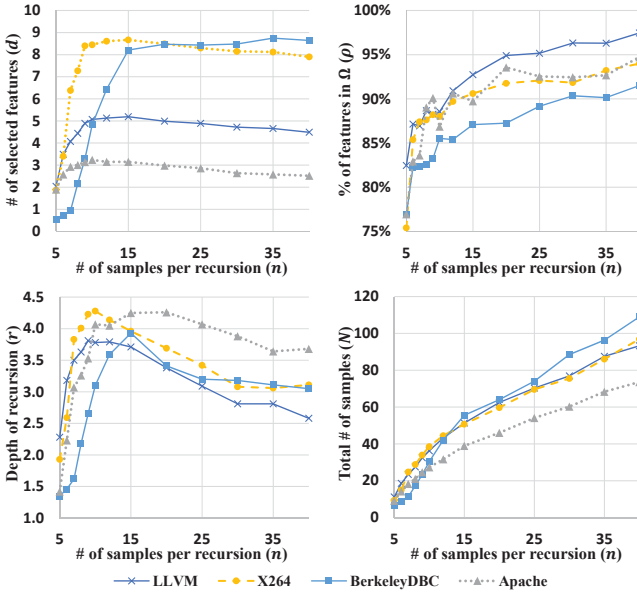 # of selected features (d)
10
9
8
7
6
5
4
3
2
1
0
5 15 25 35
# of samples per recursion (n)
% of features in Ω (ρ)
95%
90%
85%
80%
75%
5 15 25 35
# of samples per recursion (n)
Depth of recursion (r)
4.5
4.0
3.5
3.0
2.5
2.0
1.5
1.0
5 15 25 35
# of samples per recursion (n)
Total # of samples (N)
120
100
80
60
40
20
0
5 15 25 35
# of samples per recursion (n)
LLVM X264 BerkeleyDBC Apache